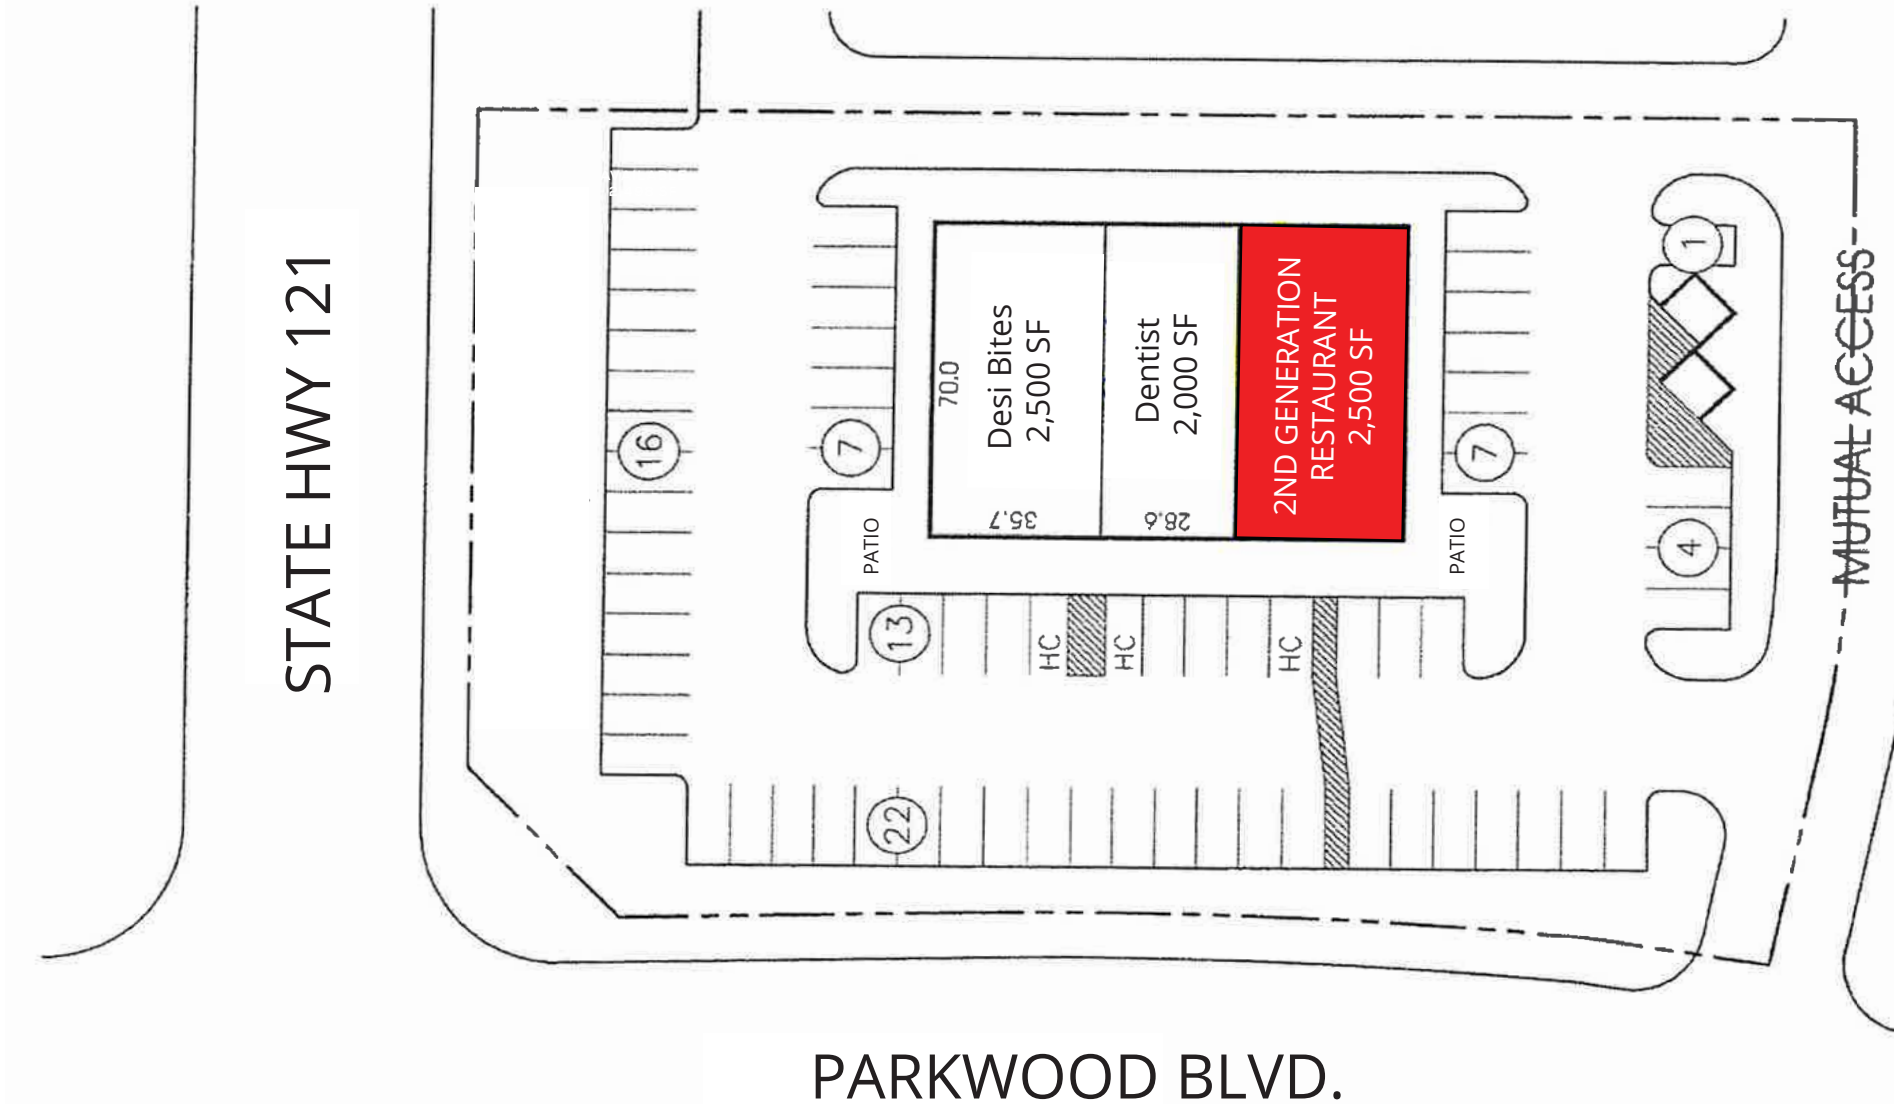 STATE HWY 121
16
7
70.0
Desi Bites
2,500 SF
35.7
Dentist
2,000 SF
28.6
2ND GENERATION
RESTAURANT
2,500 SF
7
1
4
MUTUAL ACCESS
PATIO
PATIO
13
HC
HC
HC
22
PARKWOOD BLVD.